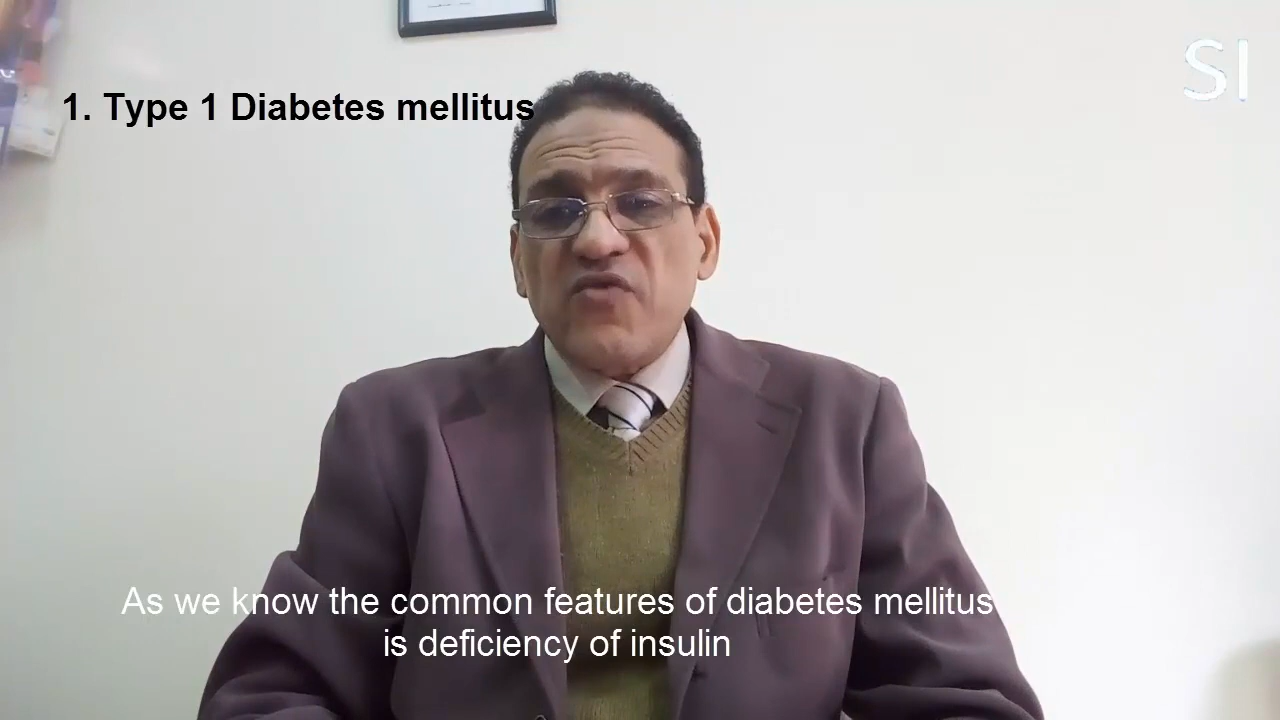 SI
1. Type 1 Diabetes mellitus
As we know the common features of diabetes mellitus
is deficiency of insulin